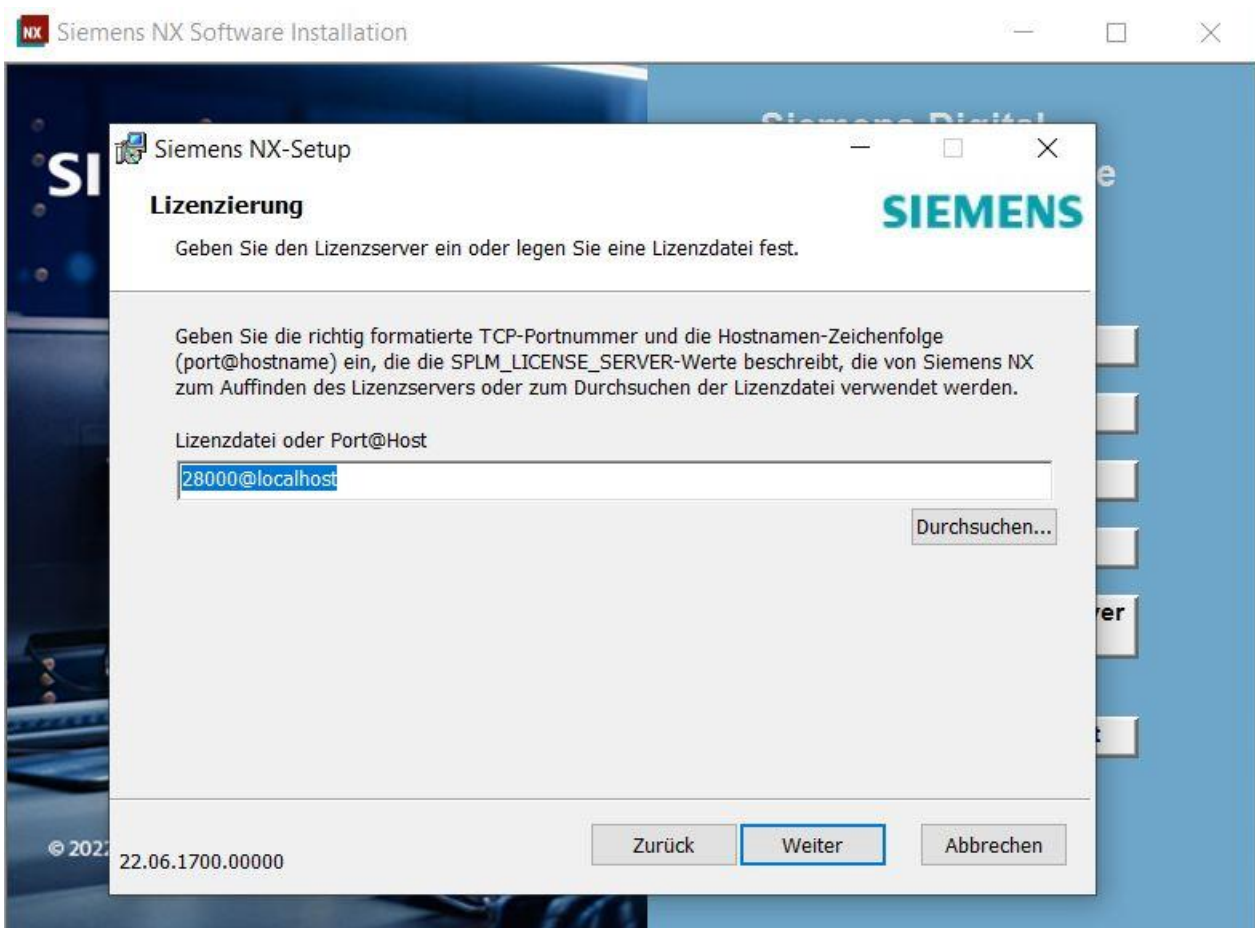 NX Siemens NX Software Installation
Siemens NX-Setup
Lizenzierung
SIEMENS
Geben Sie den Lizenzserver ein oder legen Sie eine Lizenzdatei fest.
Geben Sie die richtig formatierte TCP-Portnummer und die Hostnamen-Zeichenfolge
(port@hostname) ein, die die SPLM_LICENSE_SERVER-Werte beschreibt, die von Siemens NX
zum Auffinden des Lizenzservers oder zum Durchsuchen der Lizenzdatei verwendet werden.
Lizenzdatei oder Port@Host
28000@localhost
Durchsuchen...
Zurück
Weiter
Abbrechen
22.06.1700.00000